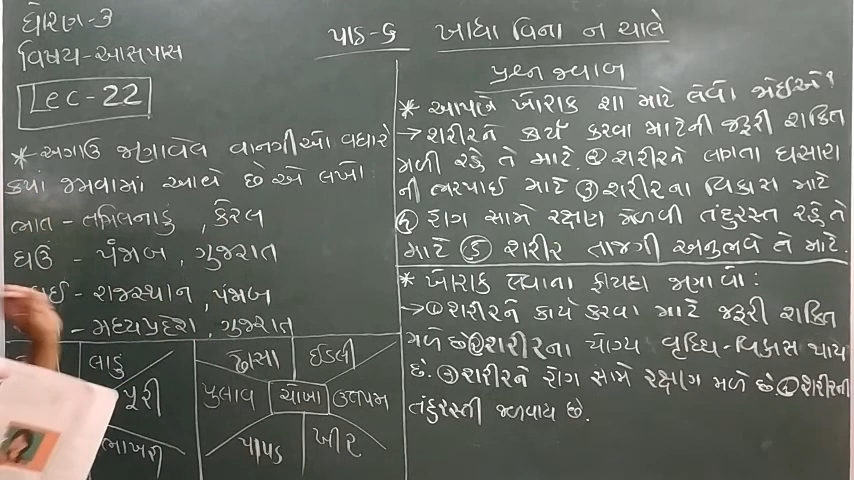 ધોરણ-૩
વિષય-આસપાસ
Lec-22
પાઠ-૬ ખાધા વિના ન ચાલે
* અગાઉ જણાવેલ વાનગીઓ વધારે
કયાં જમવામાં આવે છે એ લખો
ભાત - તમિલનાડુ, કેરલ
ઘઉં - પંજાબ, ગુજરાત
- રાજસ્થાન, પંજાબ
- મધ્યપ્રદેશ, ગુજરાત
લાડુ
પૂરી
ભાખરી
ઢોસા ઈડલી
પુલાવ ચોખા ઉત્તપમ
પાપડ ખીર
પ્રશ્ન જવાબ
* આપણે ખોરાક શા માટે લેવો જોઈએ?
→ શરીરને કાર્ય કરવા માટેની જરૂરી શક્તિ
મળી રહે તે માટે. ② શરીરને લાગતા ઘસારા
ની ભરપાઈ માટે ③ શરીરના વિકાસ માટે
④ રોગ સામે રક્ષણ મેળવી તંદુરસ્ત રહે તે
માટે ⑤ શરીર તાજગી અનુભવે તે માટે.
* ખોરાક લેવાના ફાયદા જણાવો:
→ ① શરીરને કાર્ય કરવા માટે જરૂરી શક્તિ
મળે છે ② શરીરના યોગ્ય વૃદ્ધિ-વિકાસ થાય
છે. ③ શરીરને રોગ સામે રક્ષણ મળે છે. ④ શરીરની
તંદુરસ્તી જળવાય છે.